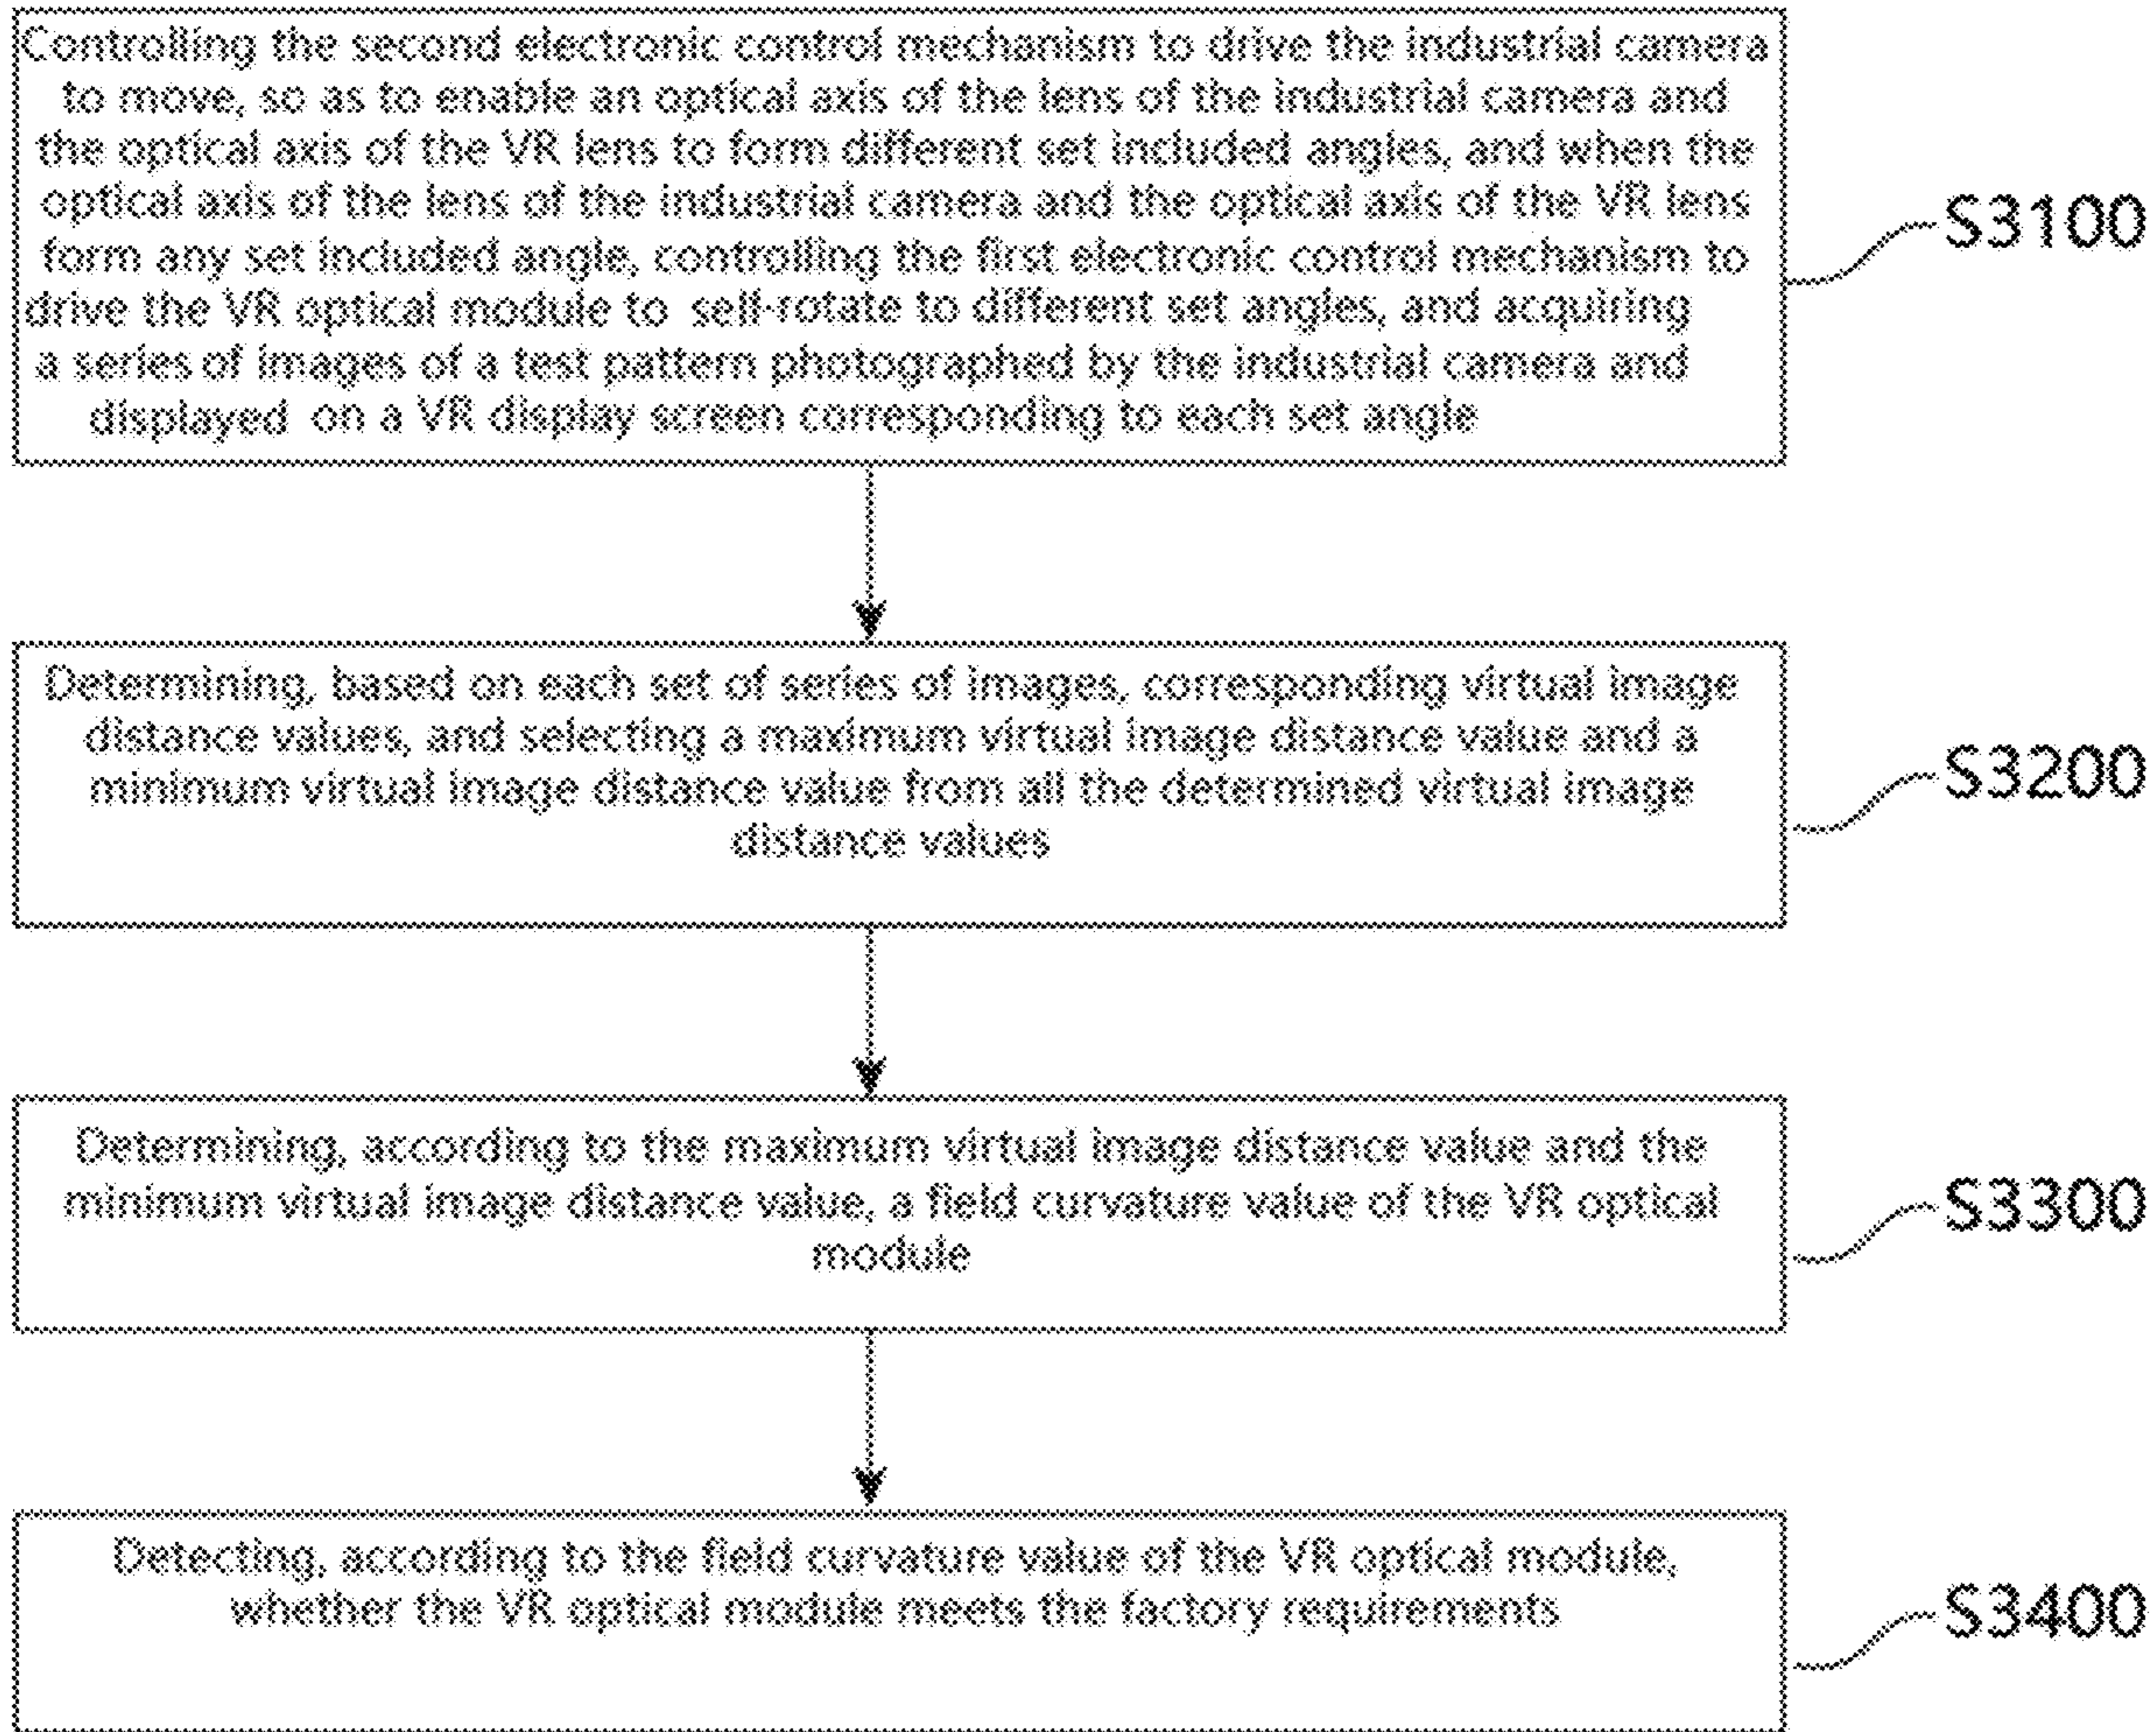 Controlling the second electronic control mechanism to drive the industrial camera
to move, so as to enable an optical axis of the lens of the industrial camera and
the optical axis of the VR lens to form different set included angles, and when the
optical axis of the lens of the industrial camera and the optical axis of the VR lens
form any set included angle, controlling the first electronic control mechanism to
drive the VR optical module to self-rotate to different set angles, and acquiring
a series of images of a test pattern photographed by the industrial camera and
displayed on a VR display screen corresponding to each set angle
S3100
Determining, based on each set of series of images, corresponding virtual image
distance values, and selecting a maximum virtual image distance value and a
minimum virtual image distance value from all the determined virtual image
distance values
S3200
Determining, according to the maximum virtual image distance value and the
minimum virtual image distance value, a field curvature value of the VR optical
module
S3300
Detecting, according to the field curvature value of the VR optical module,
whether the VR optical module meets the factory requirements
S3400